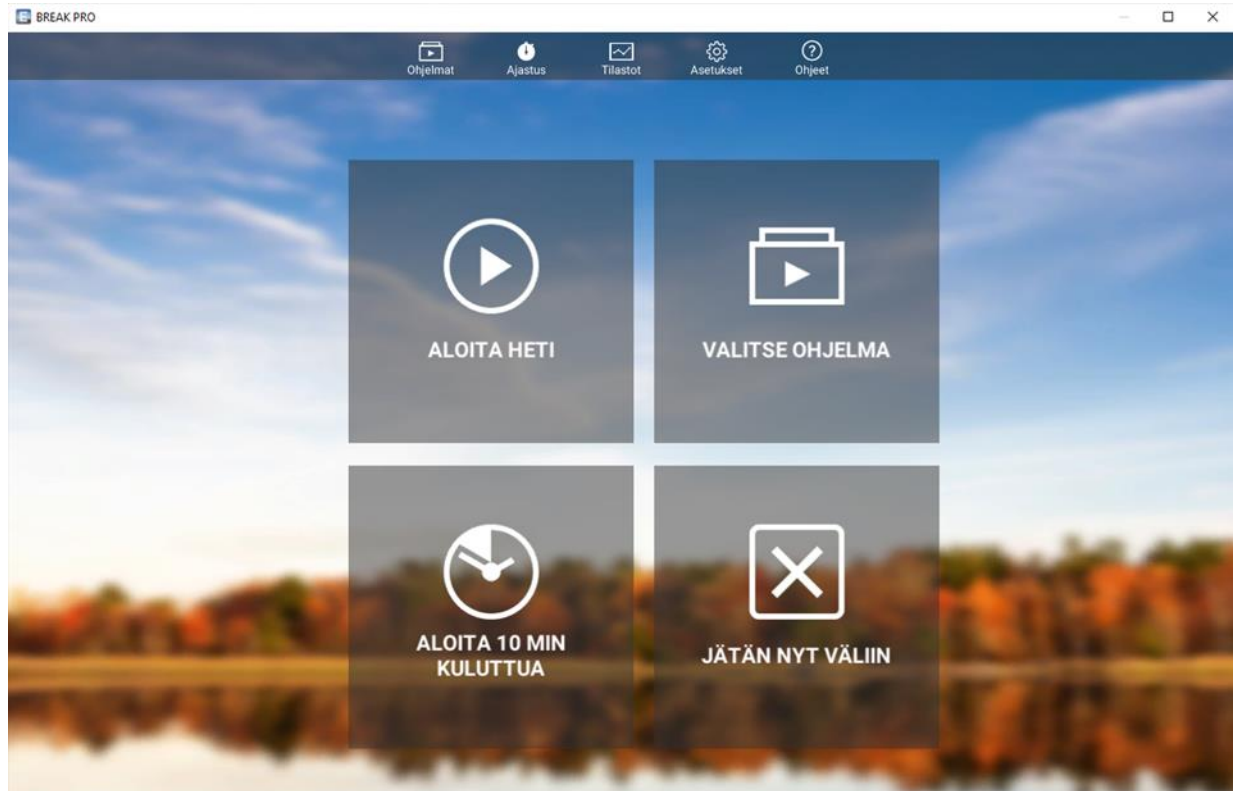 BREAK PRO
Ohjelmat Ajastus Tilastot Asetukset Ohjeet
ALOITA HETI
VALITSE OHJELMA
ALOITA 10 MIN
KULUTTUA
JÄTÄN NYT VÄLIIN